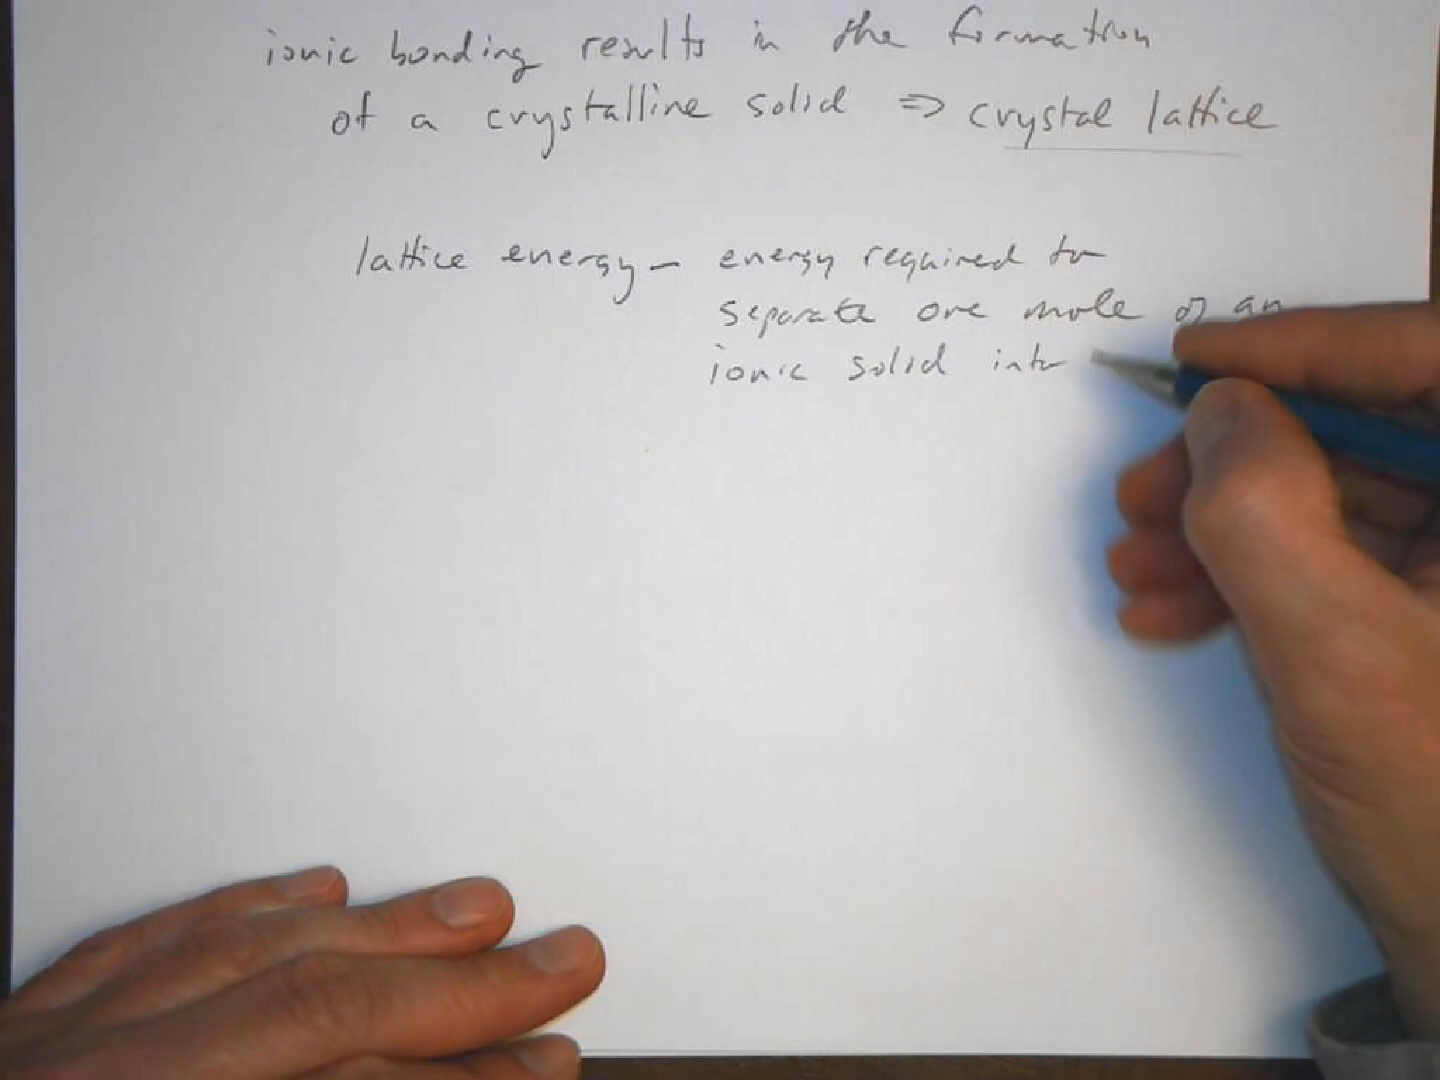 ionic bonding results in the formation
of a crystalline solid ⇒ crystal lattice
lattice energy – energy required to
separate one mole of an
ionic solid into